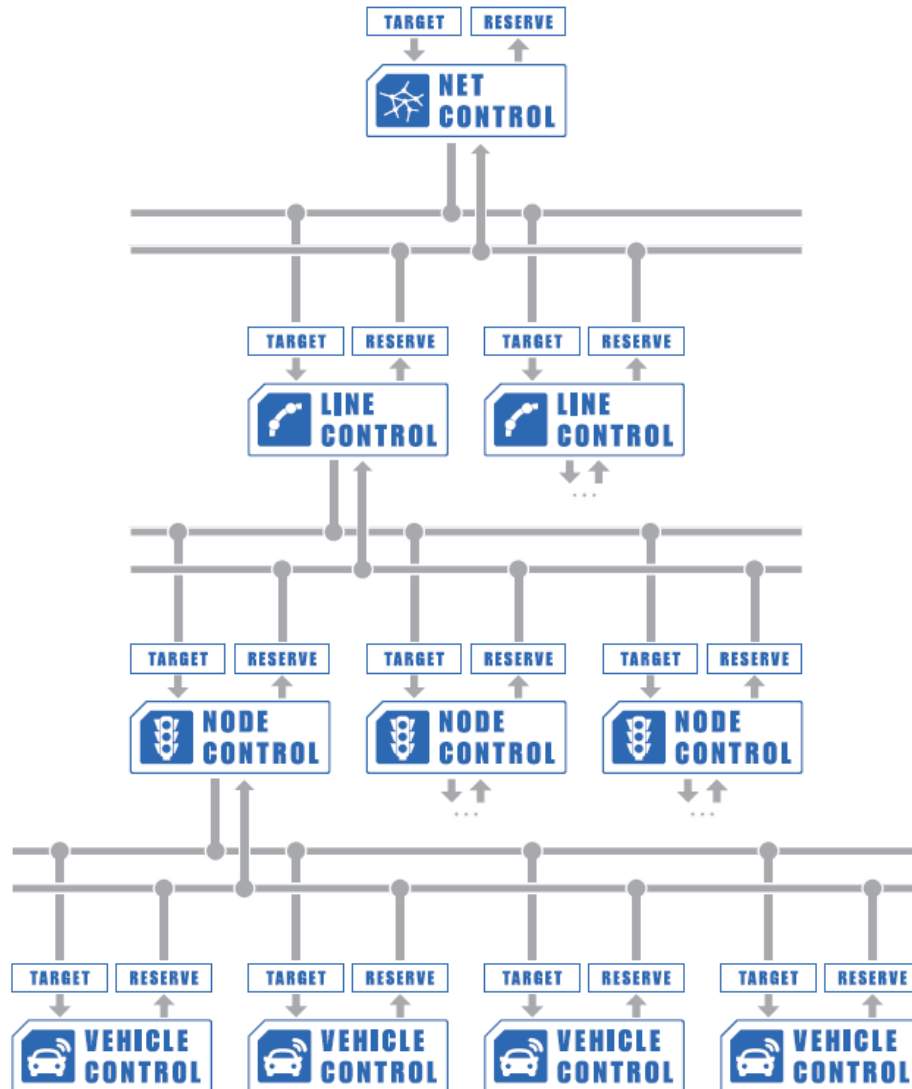 TARGET RESERVE
NET
CONTROL
TARGET RESERVE TARGET RESERVE
LINE LINE
CONTROL CONTROL
... ...
TARGET RESERVE TARGET RESERVE TARGET RESERVE
NODE NODE NODE
CONTROL CONTROL CONTROL
... ...
TARGET RESERVE TARGET RESERVE TARGET RESERVE TARGET RESERVE
VEHICLE VEHICLE VEHICLE VEHICLE
CONTROL CONTROL CONTROL CONTROL